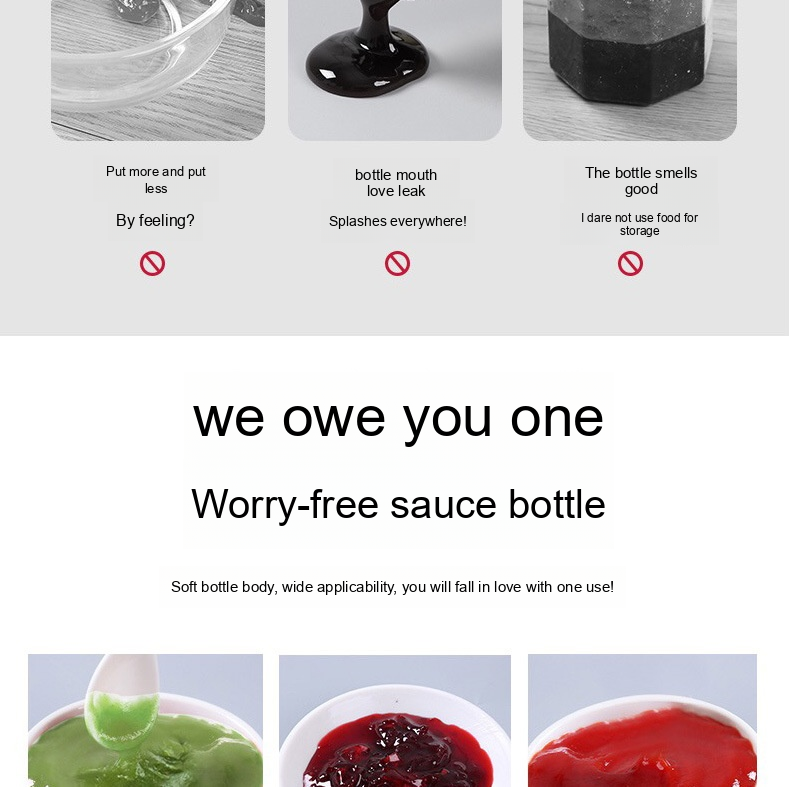 Put more and put
less
By feeling?
bottle mouth
love leak
Splashes everywhere!
The bottle smells
good
I dare not use food for
storage
we owe you one
Worry-free sauce bottle
Soft bottle body, wide applicability, you will fall in love with one use!